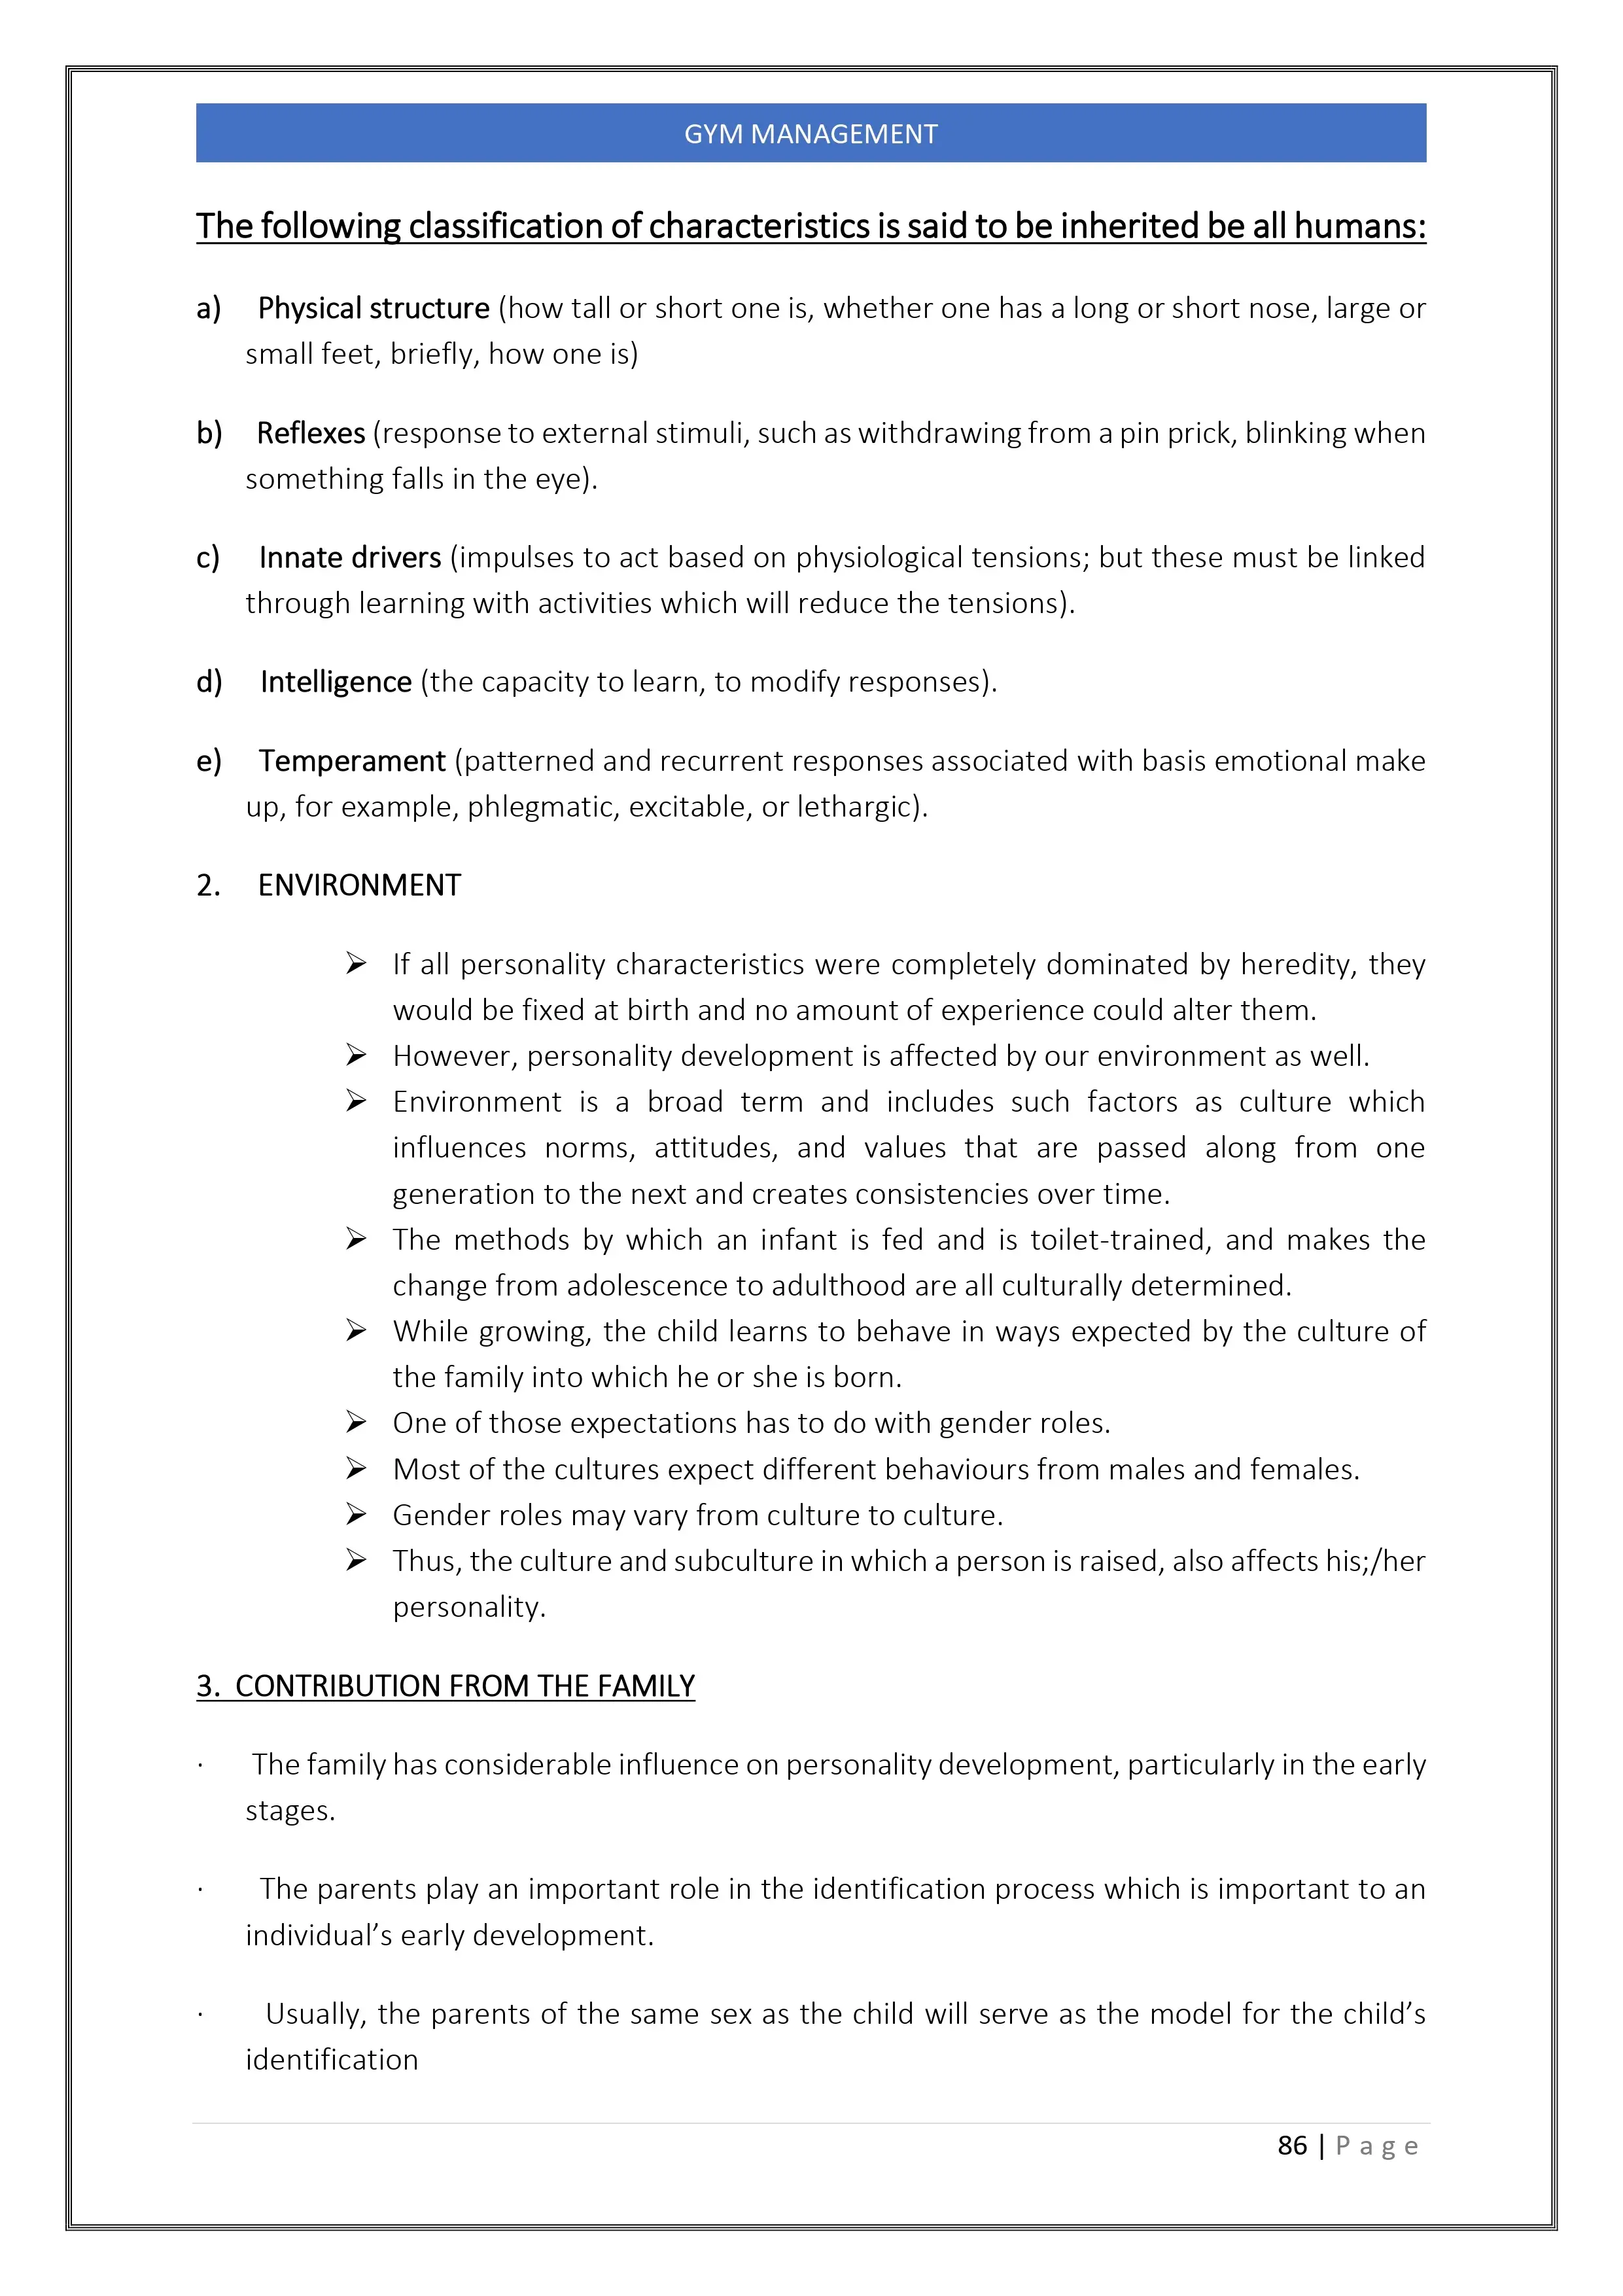 GYM MANAGEMENT
The following classification of characteristics is said to be inherited be all humans:
a) Physical structure (how tall or short one is, whether one has a long or short nose, large or
small feet, briefly, how one is)
b) Reflexes (response to external stimuli, such as withdrawing from a pin prick, blinking when
something falls in the eye).
c) Innate drivers (impulses to act based on physiological tensions; but these must be linked
through learning with activities which will reduce the tensions).
d) Intelligence (the capacity to learn, to modify responses).
e) Temperament (patterned and recurrent responses associated with basis emotional make
up, for example, phlegmatic, excitable, or lethargic).
2. ENVIRONMENT
➢ If all personality characteristics were completely dominated by heredity, they
would be fixed at birth and no amount of experience could alter them.
➢ However, personality development is affected by our environment as well.
➢ Environment is a broad term and includes such factors as culture which
influences norms, attitudes, and values that are passed along from one
generation to the next and creates consistencies over time.
➢ The methods by which an infant is fed and is toilet-trained, and makes the
change from adolescence to adulthood are all culturally determined.
➢ While growing, the child learns to behave in ways expected by the culture of
the family into which he or she is born.
➢ One of those expectations has to do with gender roles.
➢ Most of the cultures expect different behaviours from males and females.
➢ Gender roles may vary from culture to culture.
➢ Thus, the culture and subculture in which a person is raised, also affects his;/her
personality.
3. CONTRIBUTION FROM THE FAMILY
· The family has considerable influence on personality development, particularly in the early
stages.
· The parents play an important role in the identification process which is important to an
individual’s early development.
· Usually, the parents of the same sex as the child will serve as the model for the child’s
identification
86 | P a g e